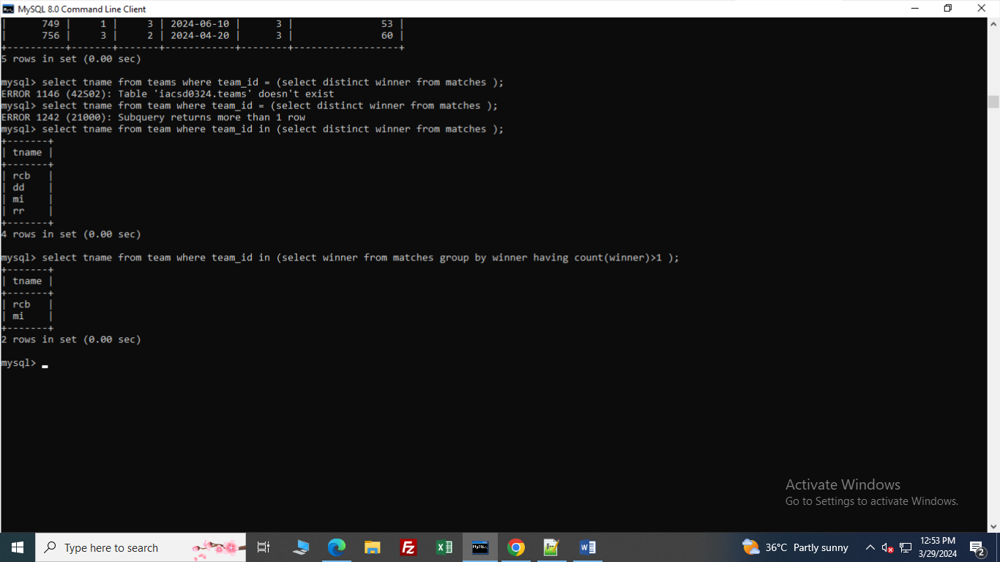 MySQL 8.0 Command Line Client
| 749 | 1 | 3 | 2024-06-10 | 3 | 53 |
| 756 | 3 | 2 | 2024-04-20 | 3 | 60 |
+----------+-------+-------+------------+--------+------------------+
5 rows in set (0.00 sec)
mysql> select tname from teams where team_id = (select distinct winner from matches );
ERROR 1146 (42S02): Table 'iacsd0324.teams' doesn't exist
mysql> select tname from team where team_id = (select distinct winner from matches );
ERROR 1242 (21000): Subquery returns more than 1 row
mysql> select tname from team where team_id in (select distinct winner from matches );
+-------+
| tname |
+-------+
| rcb |
| dd |
| mi |
| rr |
+-------+
4 rows in set (0.00 sec)
mysql> select tname from team where team_id in (select winner from matches group by winner having count(winner)>1 );
+-------+
| tname |
+-------+
| rcb |
| mi |
+-------+
2 rows in set (0.00 sec)
mysql> _
Activate Windows
Go to Settings to activate Windows.
Type here to search
36°C Partly sunny
12:53 PM
3/29/2024
2